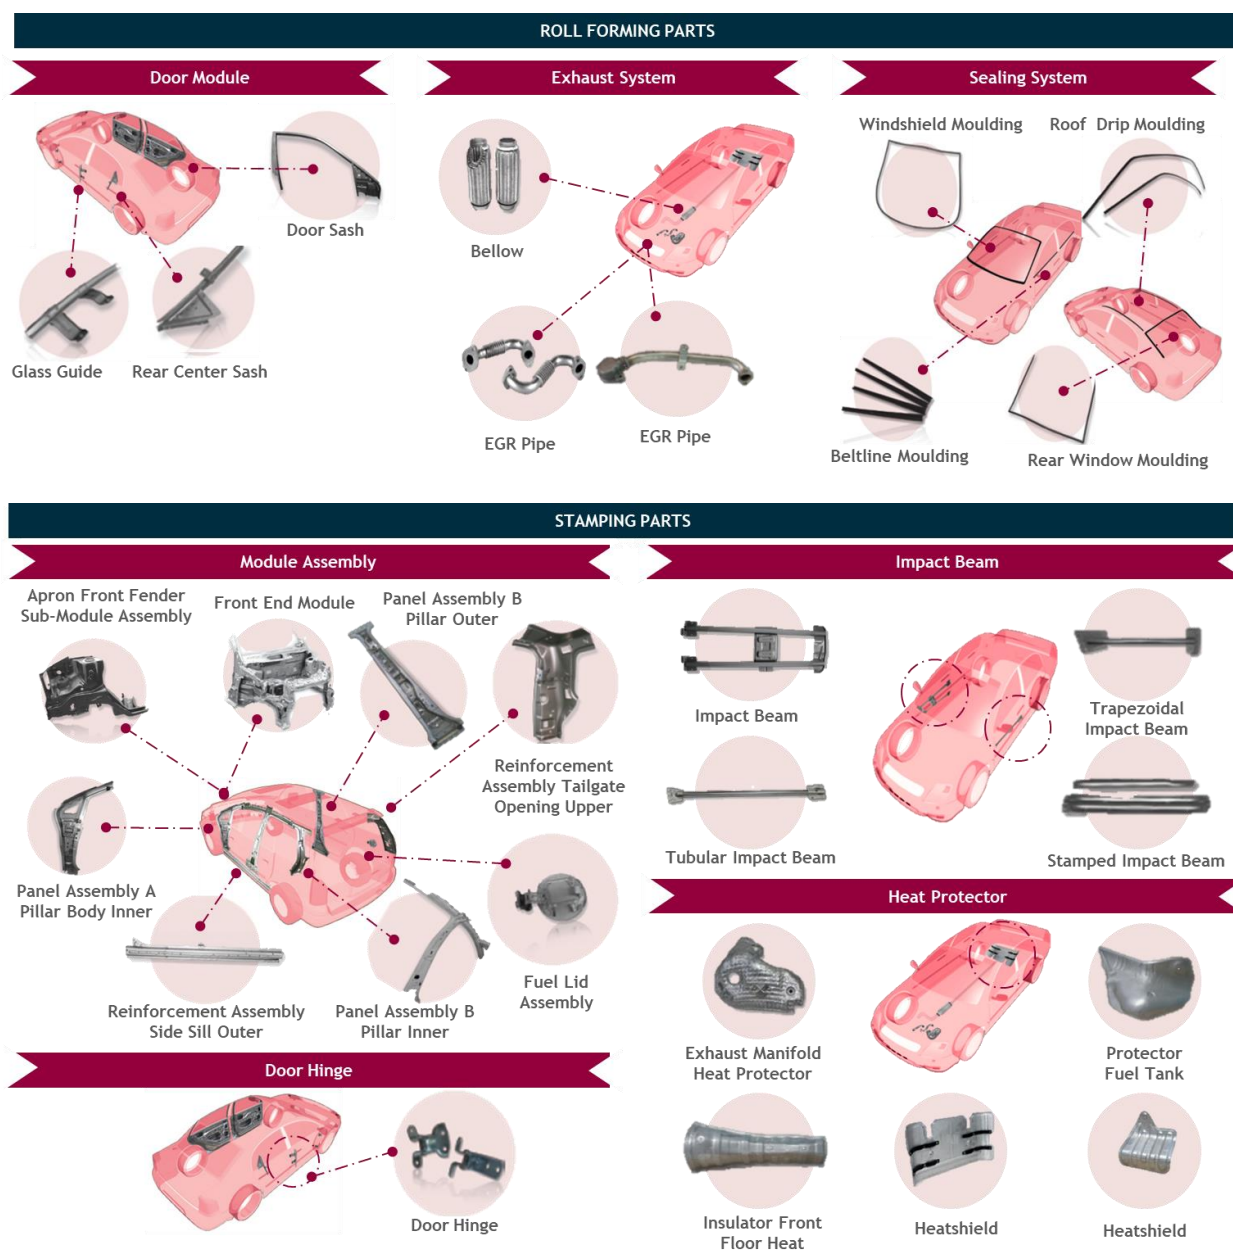 ROLL FORMING PARTS
Door Module
Door Sash
Glass Guide
Rear Center Sash
Exhaust System
Bellow
EGR Pipe
EGR Pipe
Sealing System
Windshield Moulding
Roof Drip Moulding
Beltline Moulding
Rear Window Moulding
STAMPING PARTS
Module Assembly
Apron Front Fender
Sub-Module Assembly
Front End Module
Panel Assembly B
Pillar Outer
Reinforcement
Assembly Tailgate
Opening Upper
Panel Assembly A
Pillar Body Inner
Reinforcement Assembly
Side Sill Outer
Panel Assembly B
Pillar Inner
Fuel Lid
Assembly
Door Hinge
Door Hinge
Impact Beam
Impact Beam
Trapezoidal
Impact Beam
Tubular Impact Beam
Stamped Impact Beam
Heat Protector
Exhaust Manifold
Heat Protector
Protector
Fuel Tank
Insulator Front
Floor Heat
Heatshield
Heatshield